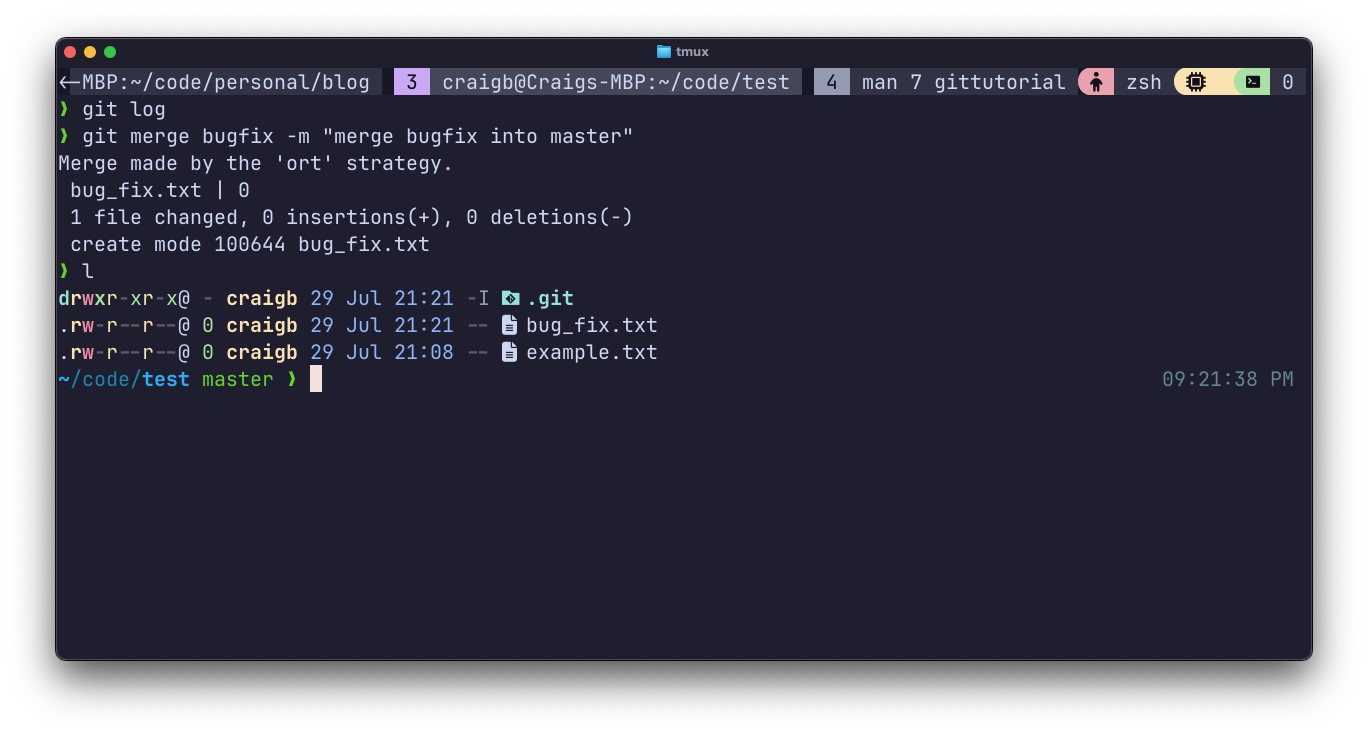 tmux
←-MBP:~/code/personal/blog 3 craigb@Craigs-MBP:~/code/test 4 man 7 gittutorial zsh 0
❱ git log
❱ git merge bugfix -m "merge bugfix into master"
Merge made by the 'ort' strategy.
bug_fix.txt | 0
1 file changed, 0 insertions(+), 0 deletions(-)
create mode 100644 bug_fix.txt
❱ l
drwxr-xr-x@ - craigb 29 Jul 21:21 -I .git
.rw-r--r--@ 0 craigb 29 Jul 21:21 -- bug_fix.txt
.rw-r--r--@ 0 craigb 29 Jul 21:08 -- example.txt
~/code/test master ❱ 09:21:38 PM